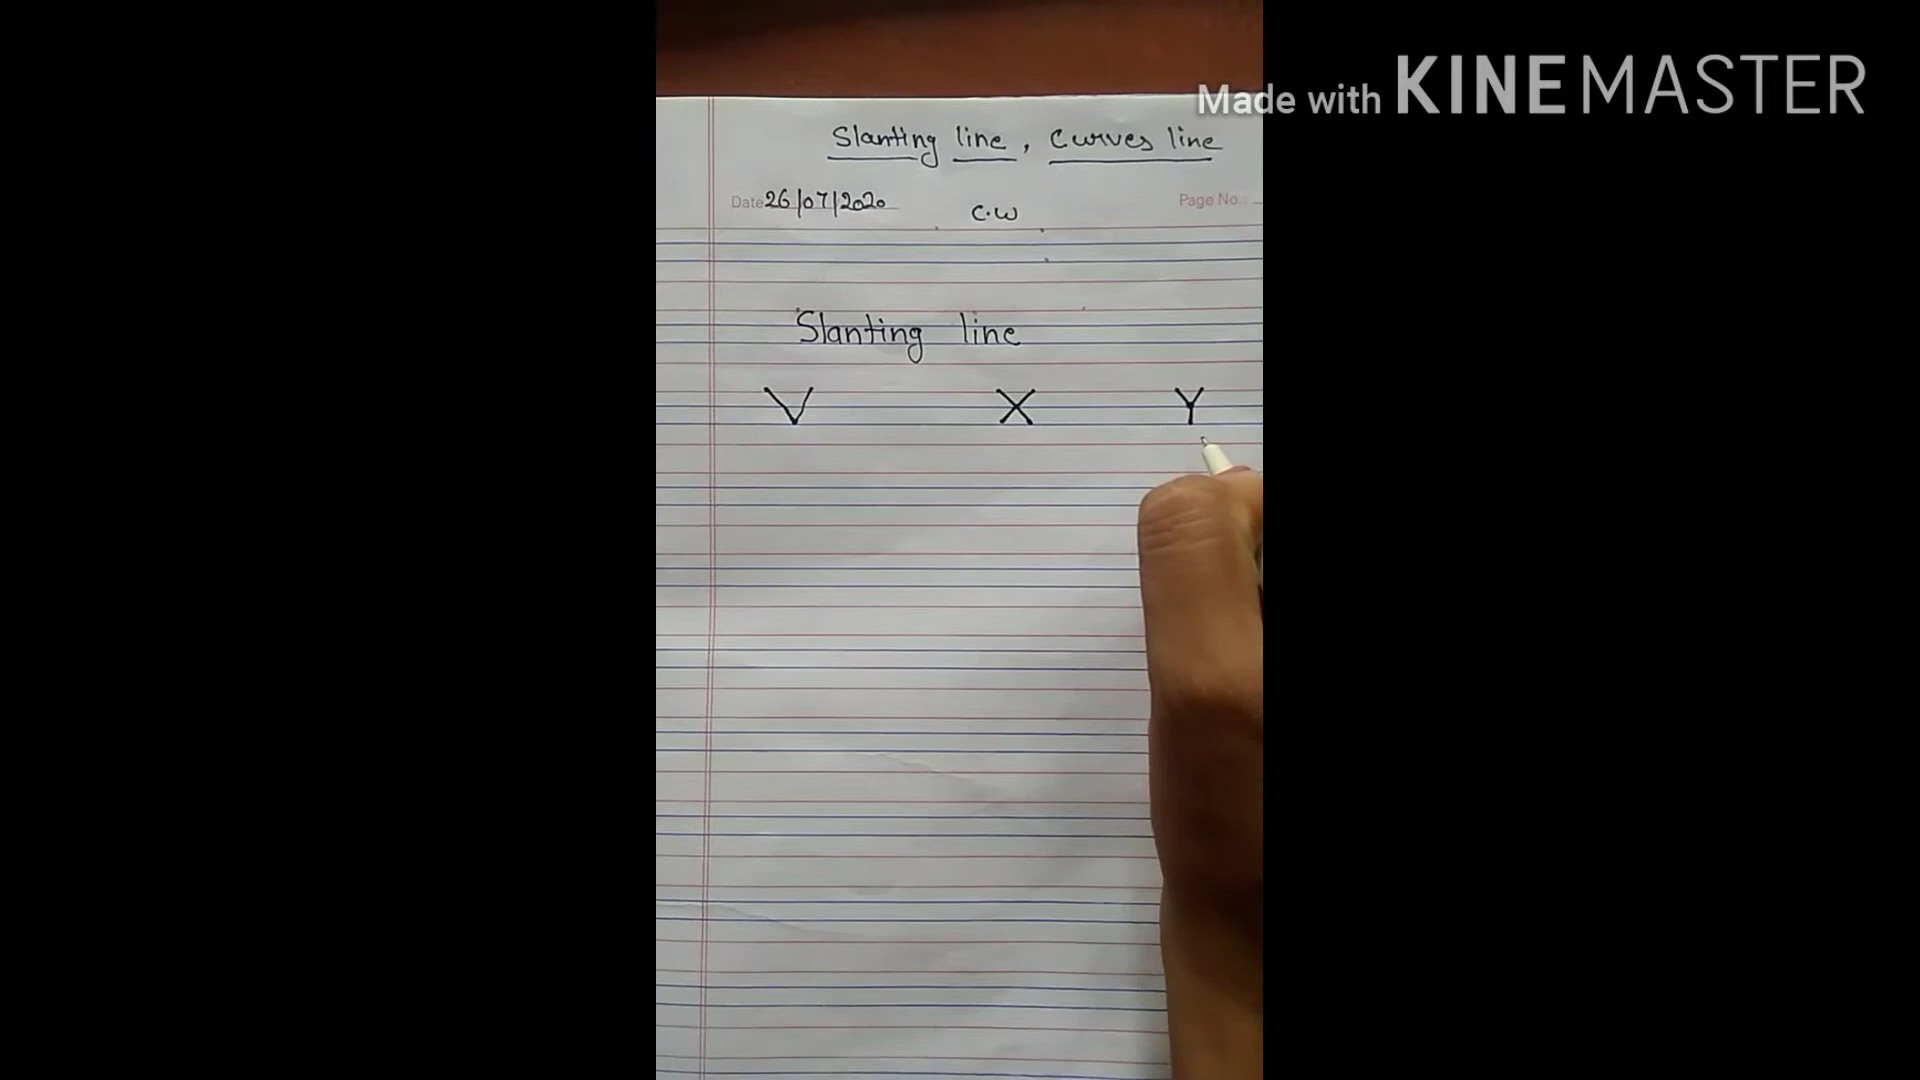 Made with KINEMASTER
Slanting line, Curves line
Date 26/07/2020 C.W Page No..
Slanting line
V X Y